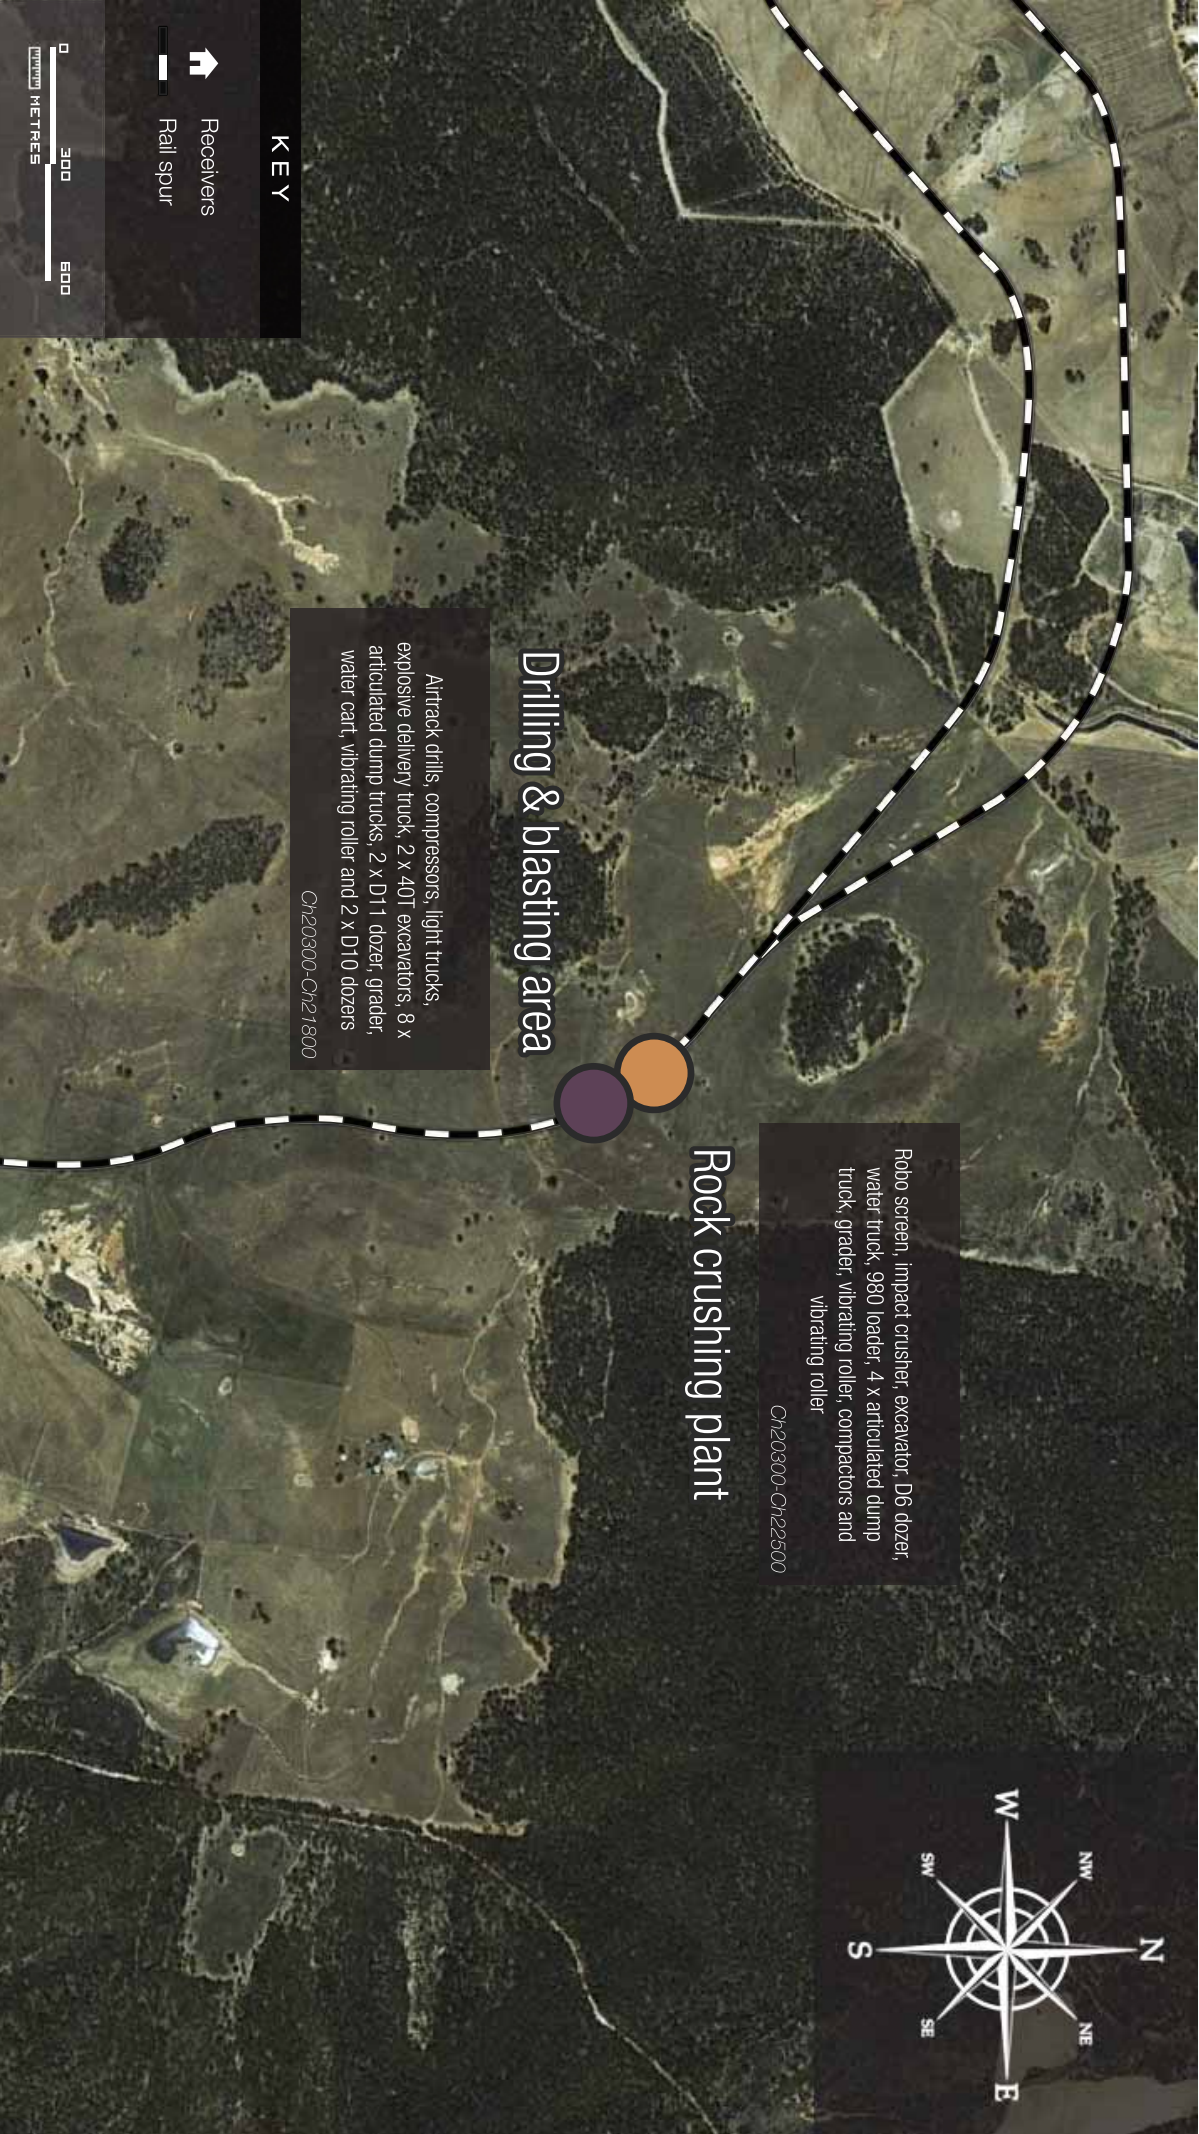 KEY
Receivers
Rail spur
0 300 600
METRES
Drilling & blasting area
Airtrack drills, compressors, light trucks,
explosive delivery truck, 2 x 40T excavators, 8 x
articulated dump trucks, 2 x D11 dozer, grader,
water cart, vibrating roller and 2 x D10 dozers
Ch20300-Ch21800
Robo screen, impact crusher, excavator, D6 dozer,
water truck, 980 loader, 4 x articulated dump
truck, grader, vibrating roller, compactors and
vibrating roller
Ch20300-Ch22500
Rock crushing plant
N
NW
NE
W
E
SW
SE
S